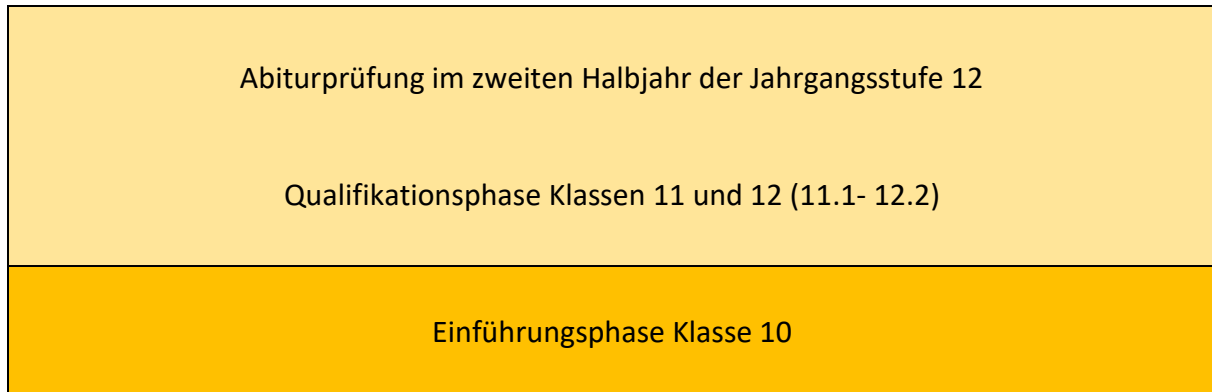 Abiturprüfung im zweiten Halbjahr der Jahrgangsstufe 12
Qualifikationsphase Klassen 11 und 12 (11.1- 12.2)
Einführungsphase Klasse 10